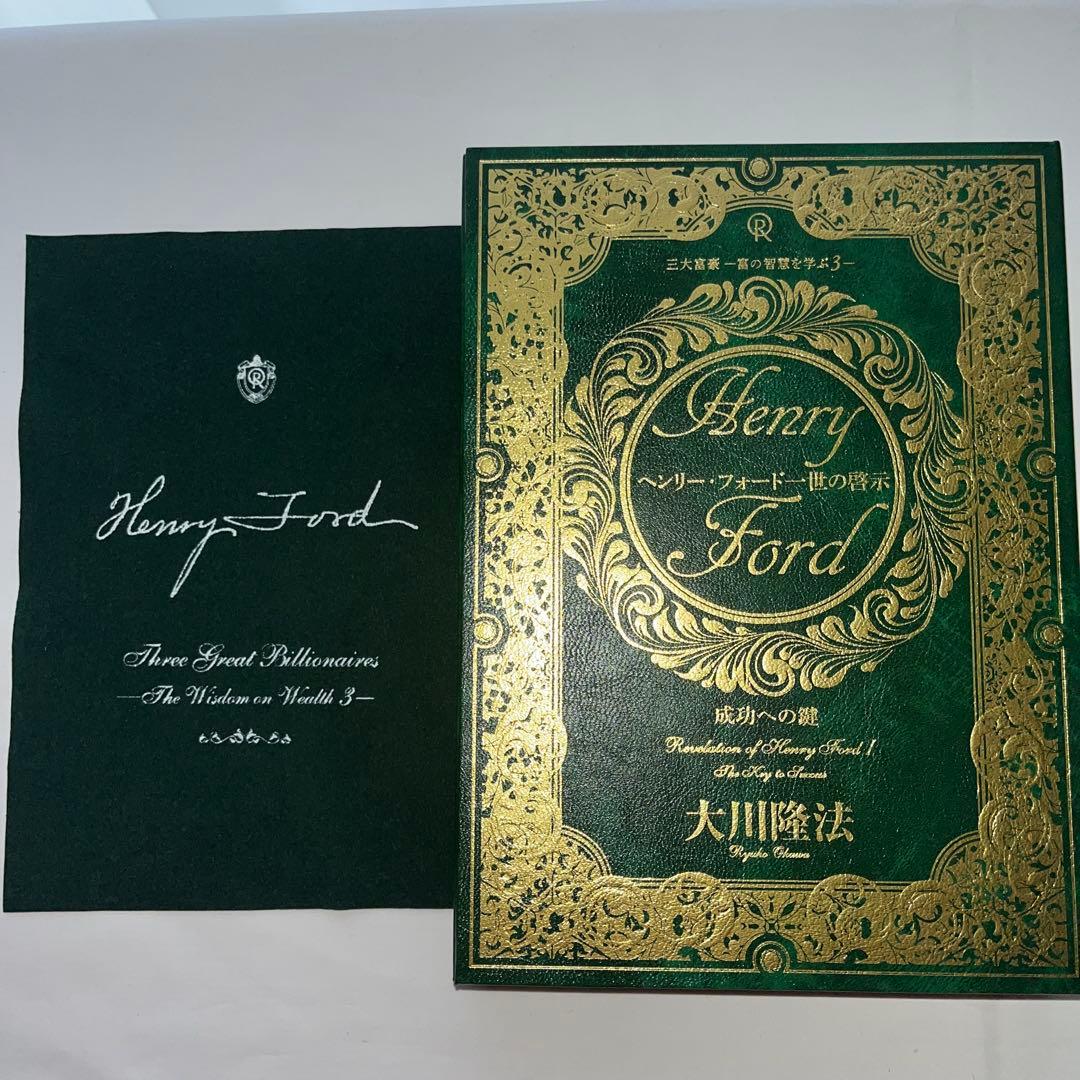 R
Henry Ford
Three Great Billionaires
—The Wisdom on Wealth 3—
R
三大富豪 ―富の智慧を学ぶ3―
Henry
ヘンリー・フォード一世の啓示
Ford
成功への鍵
Revelation of Henry Ford I
The Key to Success
大川隆法
Ryuho Okawa